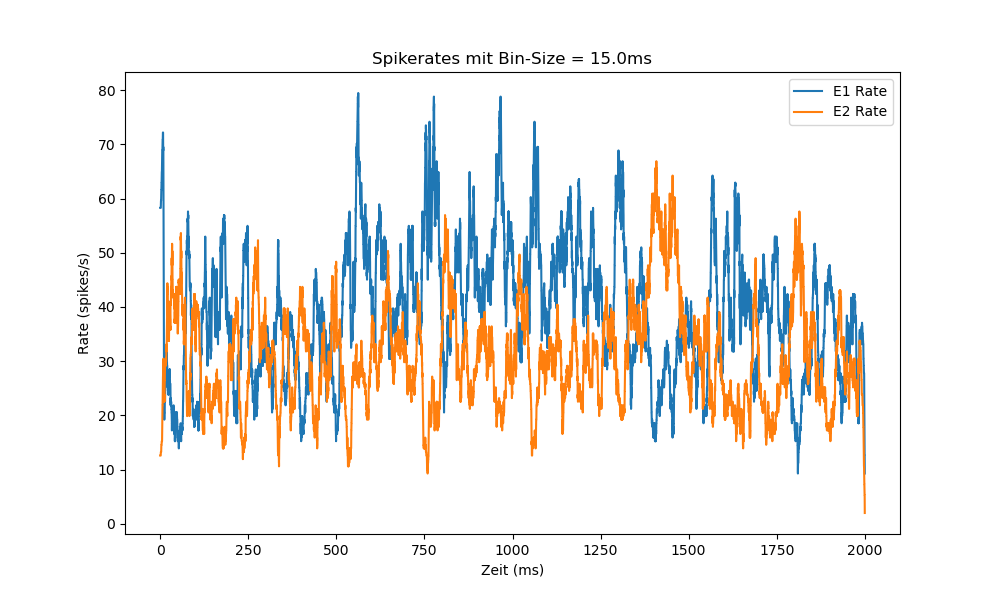 Spikerates mit Bin-Size = 15.0ms
E1 Rate
E2 Rate
80
70
60
50
40
30
20
10
0
Rate (spikes/s)
0 250 500 750 1000 1250 1500 1750 2000
Zeit (ms)